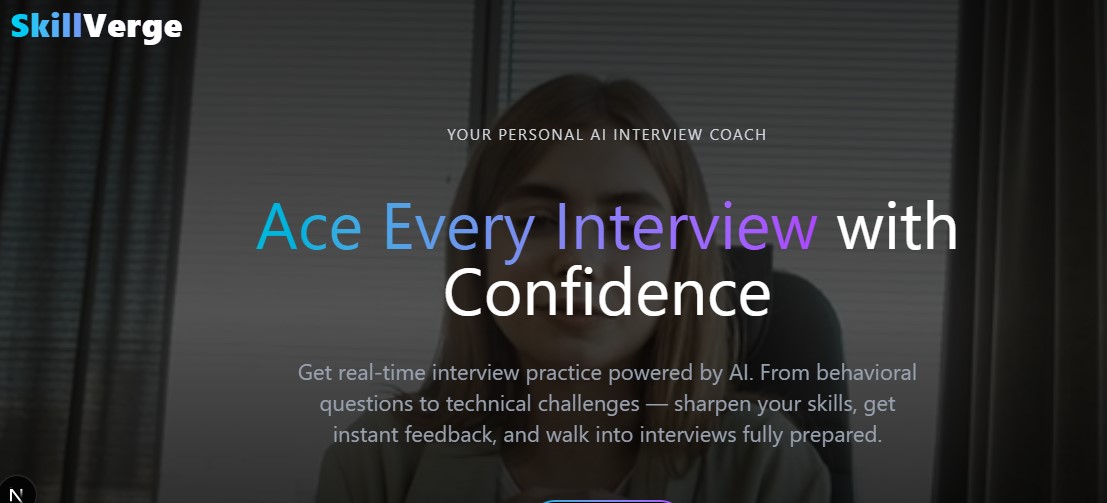 SkillVerge
YOUR PERSONAL AI INTERVIEW COACH
Ace Every Interview with
Confidence
Get real-time interview practice powered by AI. From behavioral
questions to technical challenges — sharpen your skills, get
instant feedback, and walk into interviews fully prepared.
N